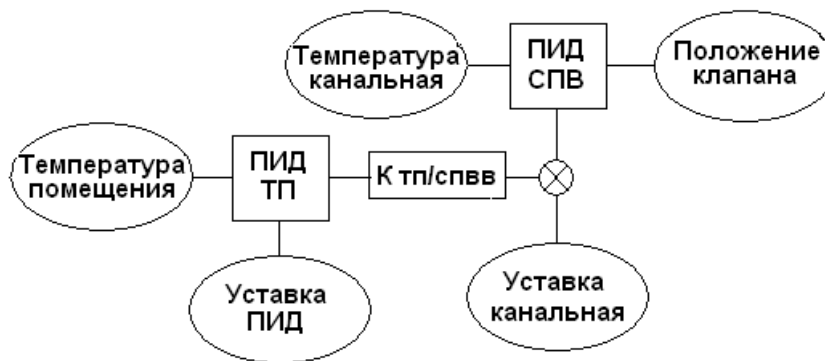 Температура
канальная
ПИД
СПВ
Положение
клапана
Температура
помещения
ПИД
ТП
К тп/спвв
Уставка
ПИД
Уставка
канальная